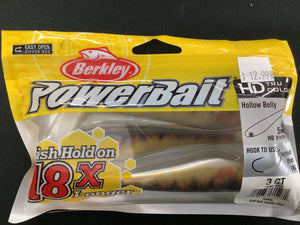 EASY OPEN
ZIPPER BAG
Berkley
PowerBait
$ 12.99
HD TRU
COLOR
Hollow Belly
HD
HOOK TO USE
Fish Hold on
18X
Longer
3 CT